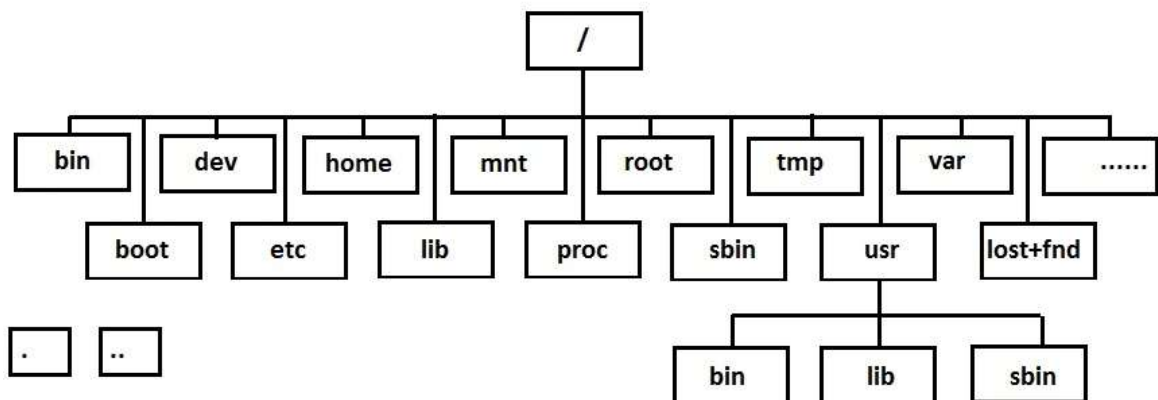 /
bin dev home mnt root tmp var ......
boot etc lib proc sbin usr lost+fnd
. ..
bin lib sbin